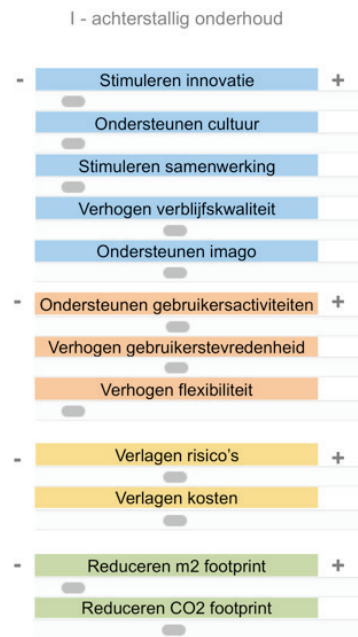 I - achterstallig onderhoud
- Stimuleren innovatie +
Ondersteunen cultuur
Stimuleren samenwerking
Verhogen verblijfskwaliteit
Ondersteunen imago
- Ondersteunen gebruikersactiviteiten +
Verhogen gebruikerstevredenheid
Verhogen flexibiliteit
- Verlagen risico's +
Verlagen kosten
- Reduceren m2 footprint +
Reduceren CO2 footprint